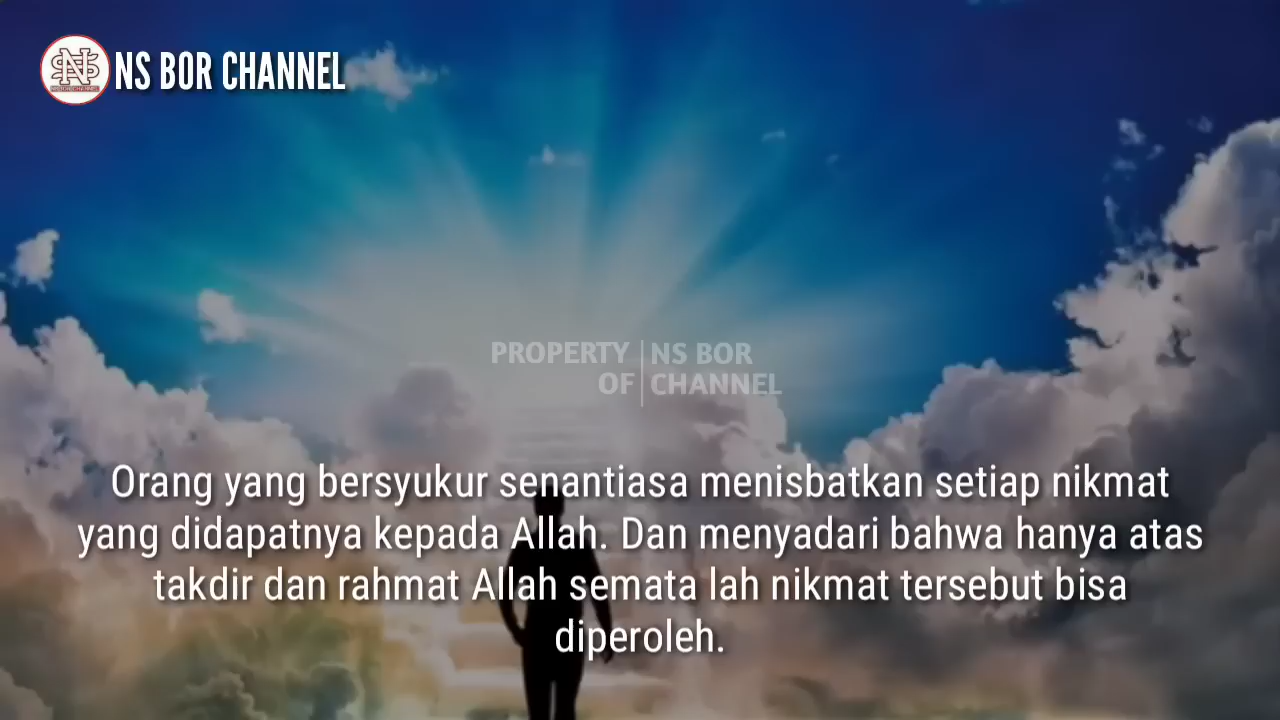 NS BOR CHANNEL
PROPERTY OF
NS BOR CHANNEL
Orang yang bersyukur senantiasa menisbatkan setiap nikmat
yang didapatnya kepada Allah. Dan menyadari bahwa hanya atas
takdir dan rahmat Allah semata lah nikmat tersebut bisa
diperoleh.